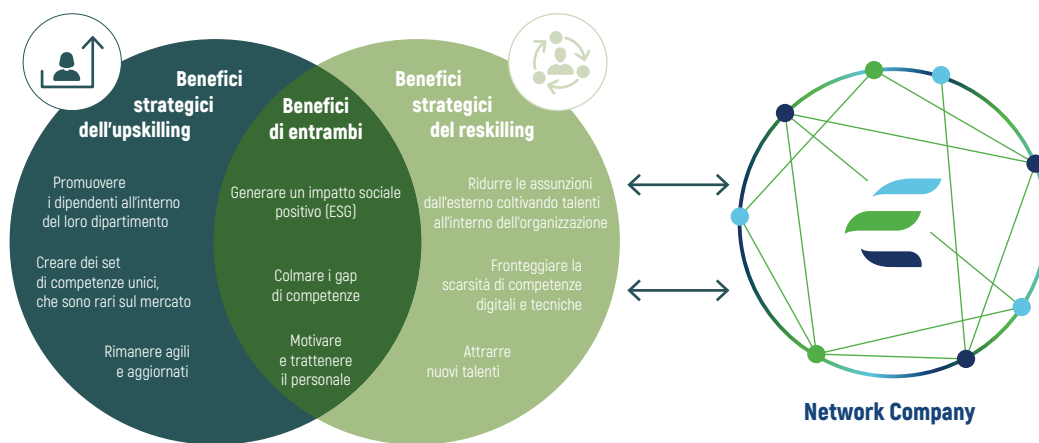 Benefici
strategici
dell'upskilling
Promuovere
i dipendenti all'interno
del loro dipartimento
Creare dei set
di competenze unici,
che sono rari sul mercato
Rimanere agili
e aggiornati
Benefici
di entrambi
Generare un impatto sociale
positivo (ESG)
Colmare i gap
di competenze
Motivare
e trattenere
il personale
Benefici
strategici
del reskilling
Ridurre le assunzioni
dall'esterno coltivando talenti
all'interno dell'organizzazione
Fronteggiare la
scarsità di competenze
digitali e tecniche
Attrarre
nuovi talenti
Network Company